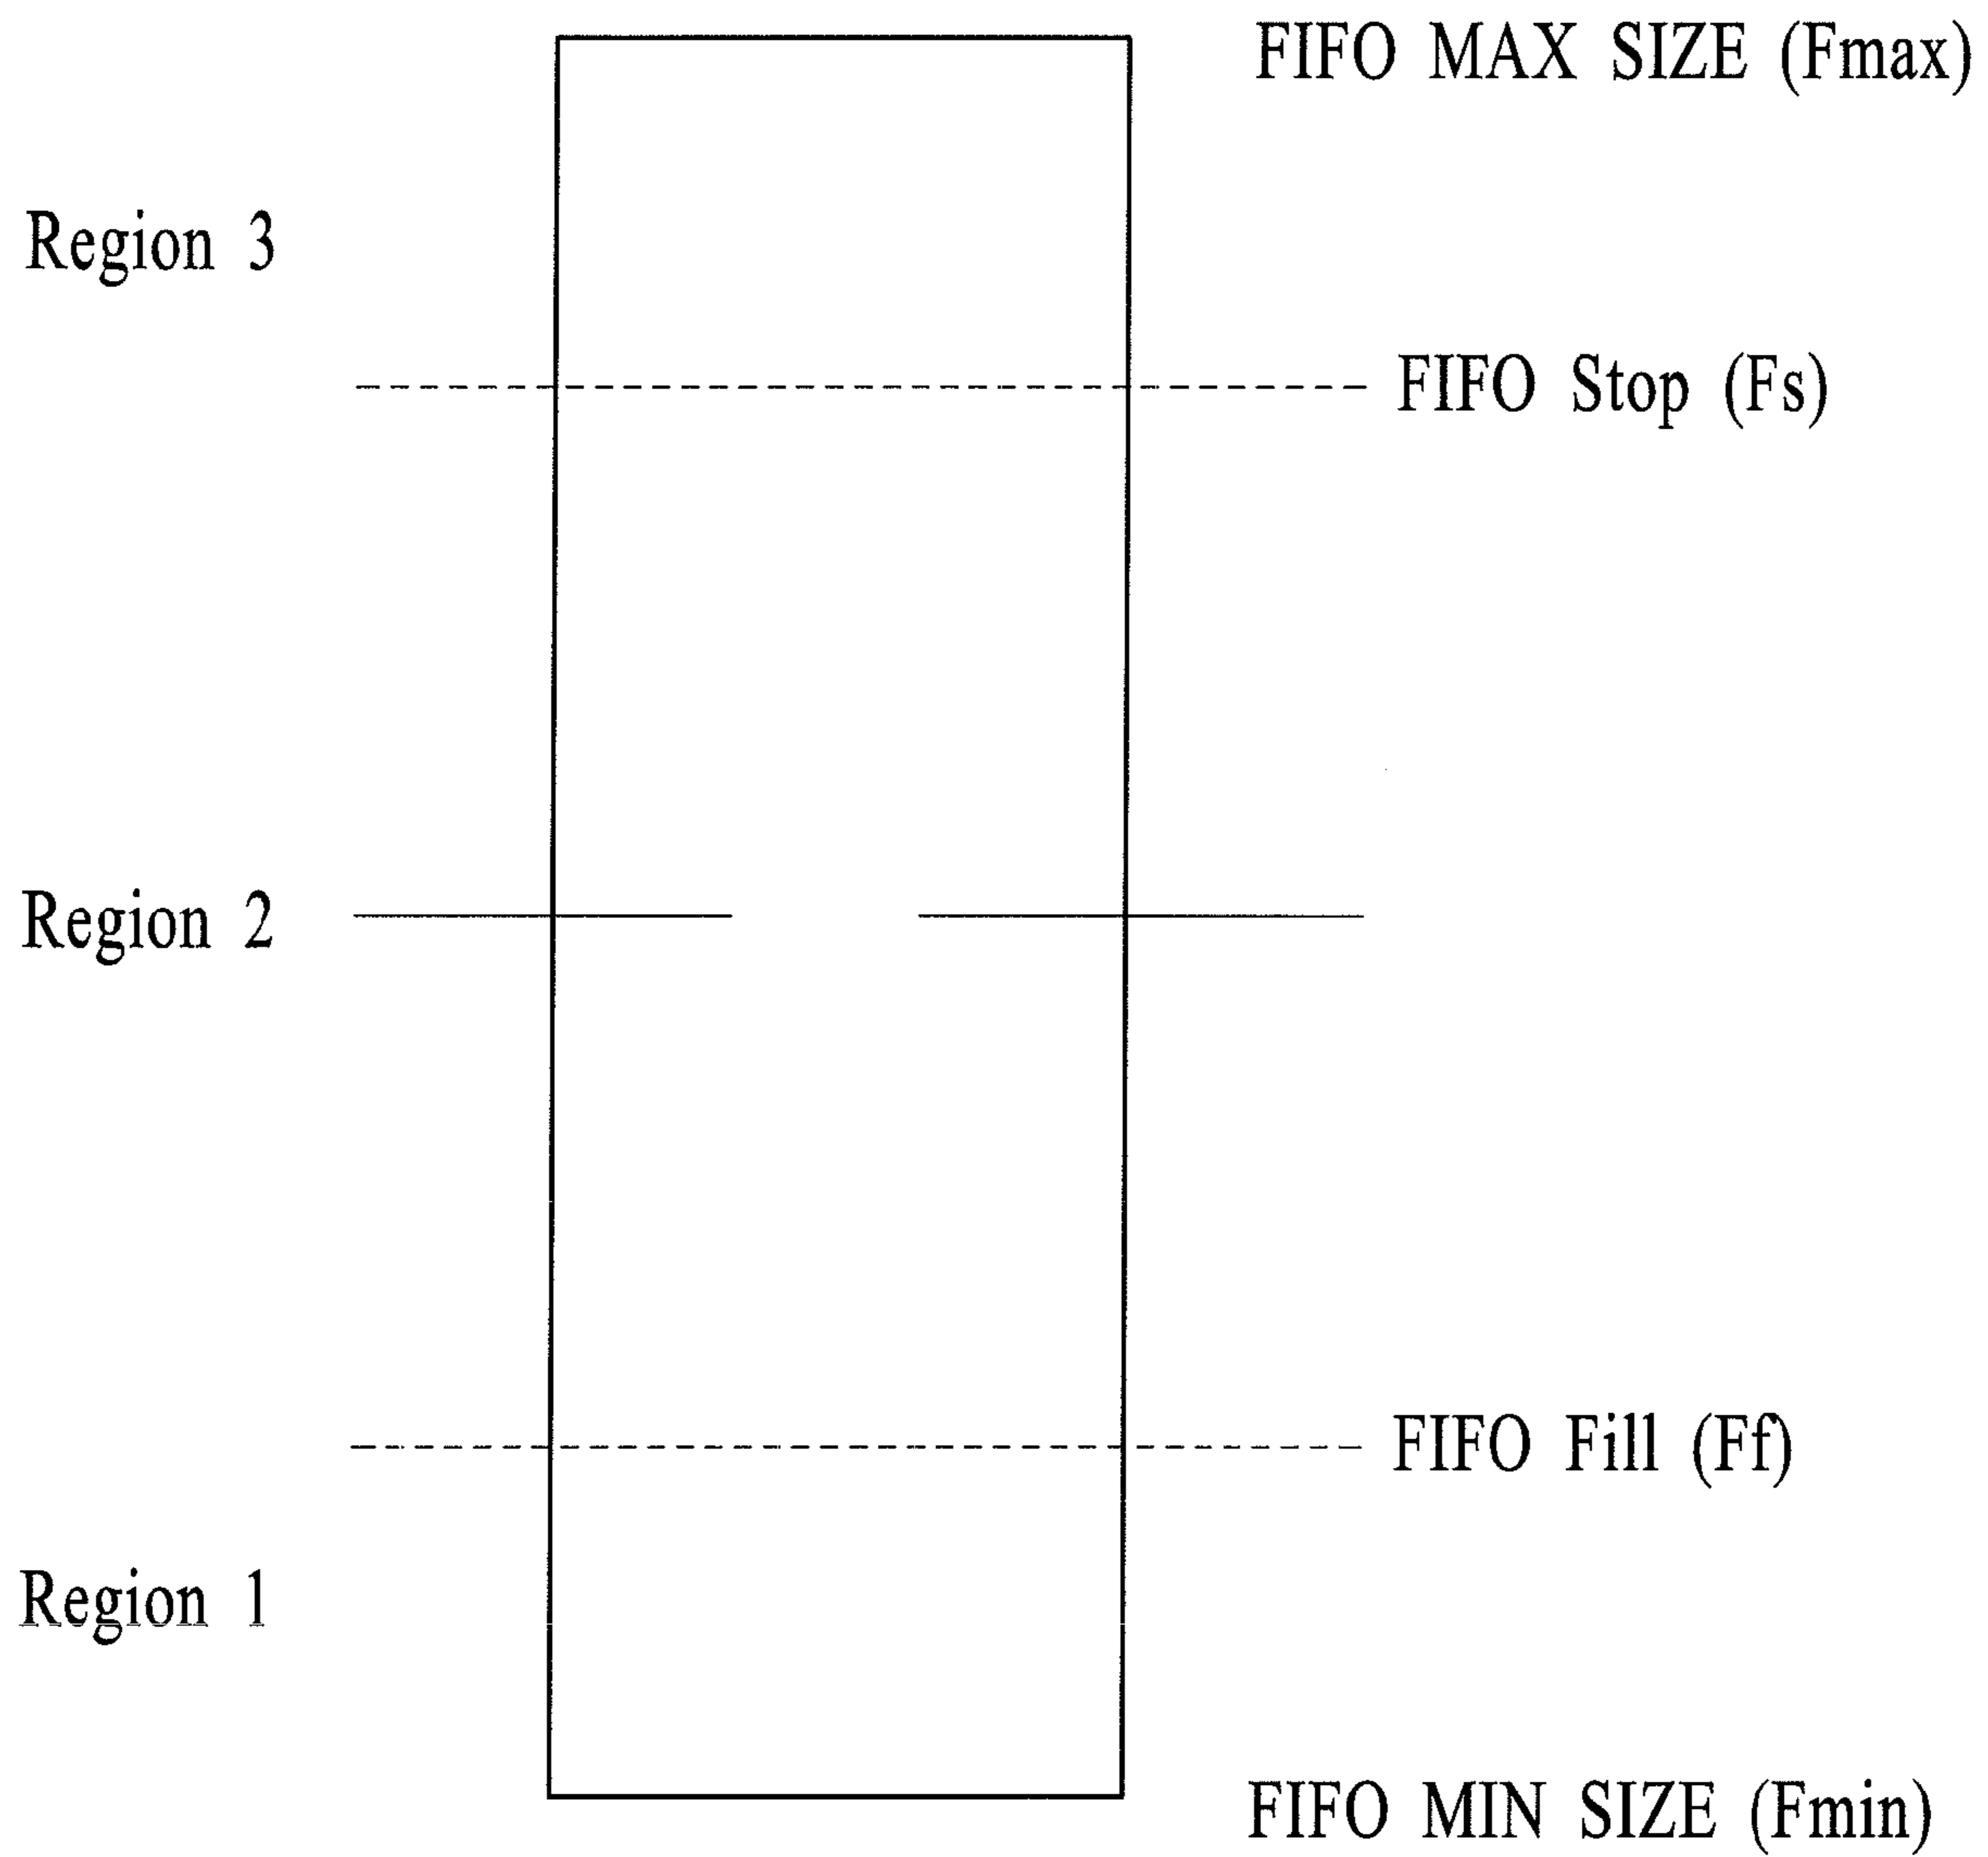 FIFO MAX SIZE (Fmax)
Region 3
FIFO Stop (Fs)
Region 2
FIFO Fill (Ff)
Region 1
FIFO MIN SIZE (Fmin)